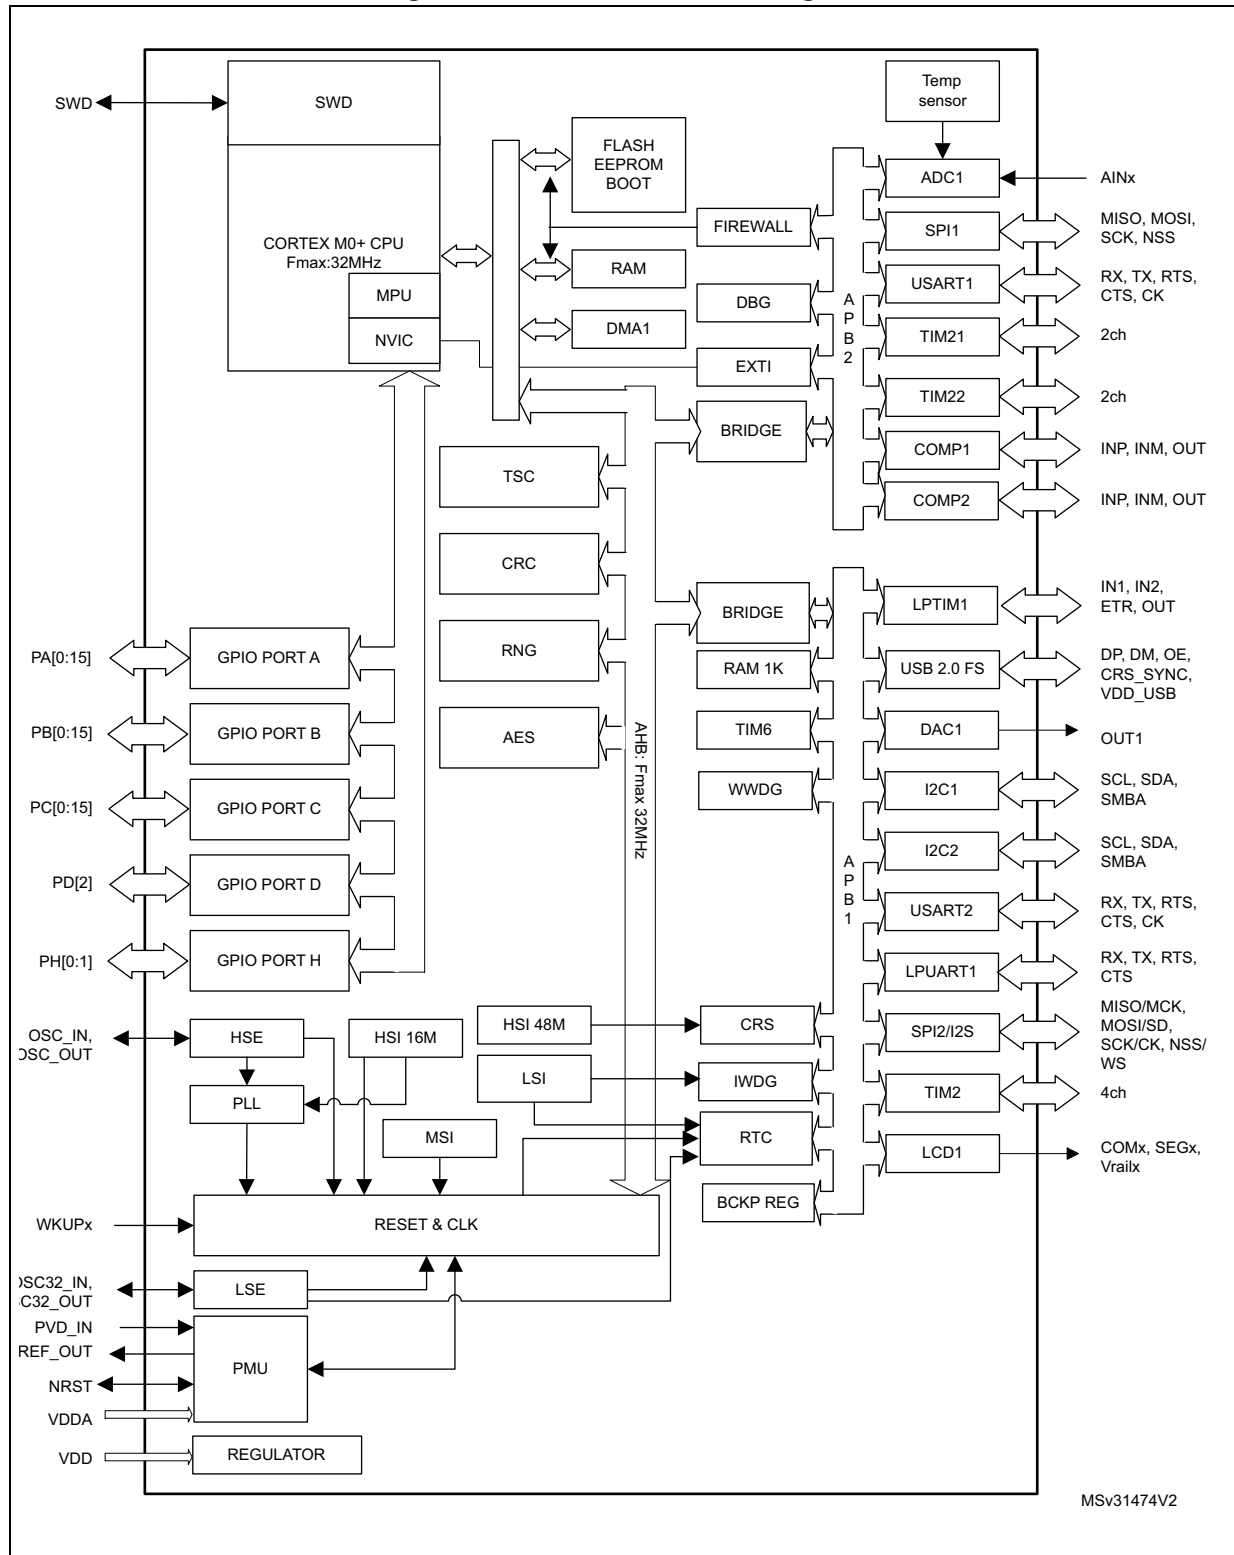 SWD
SWD
CORTEX M0+ CPU
Fmax:32MHz
MPU
NVIC
FLASH
EEPROM
BOOT
RAM
DMA1
FIREWALL
DBG
EXTI
BRIDGE
A
P
B
2
Temp
sensor
ADC1
AINx
SPI1
MISO, MOSI,
SCK, NSS
USART1
RX, TX, RTS,
CTS, CK
TIM21
2ch
TIM22
2ch
COMP1
INP, INM, OUT
COMP2
INP, INM, OUT
TSC
CRC
RNG
AES
AHB: Fmax 32MHz
BRIDGE
RAM 1K
TIM6
WWDG
A
P
B
1
LPTIM1
IN1, IN2,
ETR, OUT
USB 2.0 FS
DP, DM, OE,
CRS_SYNC,
VDD_USB
DAC1
OUT1
I2C1
SCL, SDA,
SMBA
I2C2
SCL, SDA,
SMBA
USART2
RX, TX, RTS,
CTS, CK
LPUART1
RX, TX, RTS,
CTS
SPI2/I2S
MISO/MCK,
MOSI/SD,
SCK/CK, NSS/
WS
TIM2
4ch
LCD1
COMx, SEGx,
Vrailx
PA[0:15]
GPIO PORT A
PB[0:15]
GPIO PORT B
PC[0:15]
GPIO PORT C
PD[2]
GPIO PORT D
PH[0:1]
GPIO PORT H
OSC_IN,
OSC_OUT
HSE
HSI 16M
HSI 48M
CRS
PLL
LSI
IWDG
MSI
RTC
BCKP REG
WKUPx
RESET & CLK
OSC32_IN,
C32_OUT
LSE
PVD_IN
REF_OUT
NRST
VDDA
PMU
VDD
REGULATOR
MSv31474V2